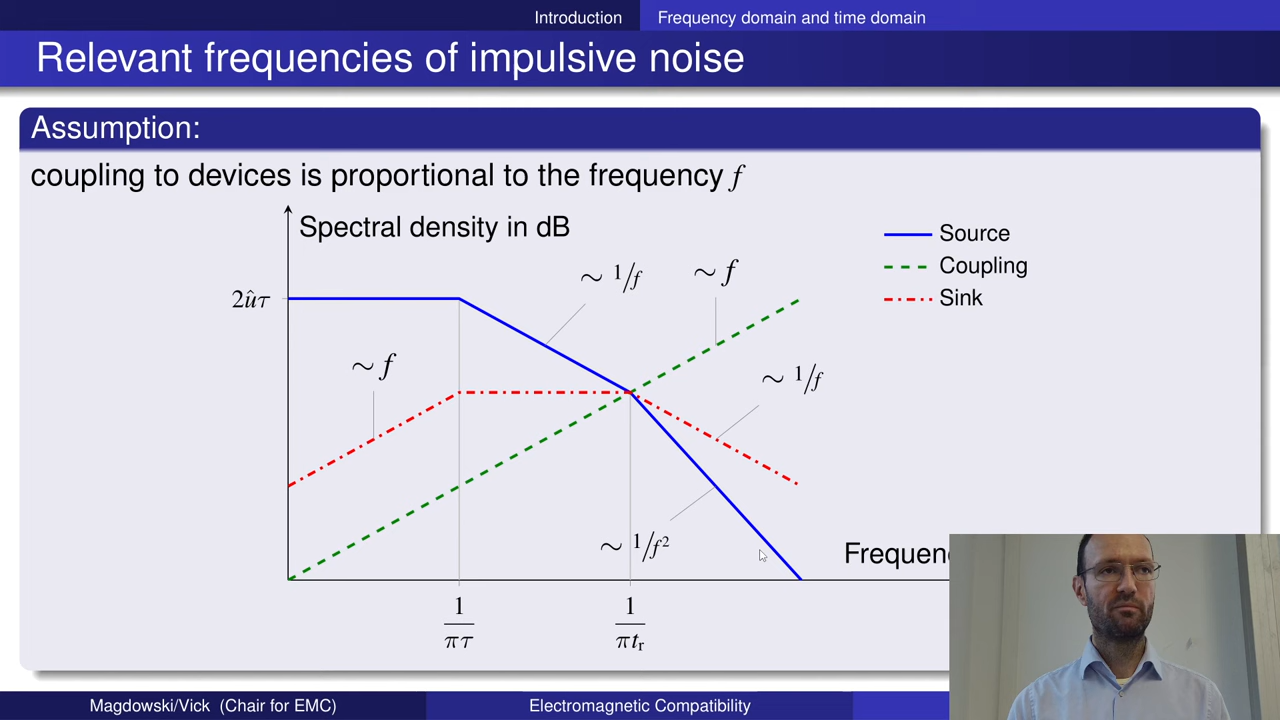 Introduction Frequency domain and time domain
Relevant frequencies of impulsive noise
Assumption:
coupling to devices is proportional to the frequency f
Spectral density in dB
Source
Coupling
Sink
2ûτ
∼ 1/f
∼ f
∼ f
∼ 1/f
∼ 1/f²
1/πτ
1/πtᵣ
Magdowski/Vick (Chair for EMC) Electromagnetic Compatibility